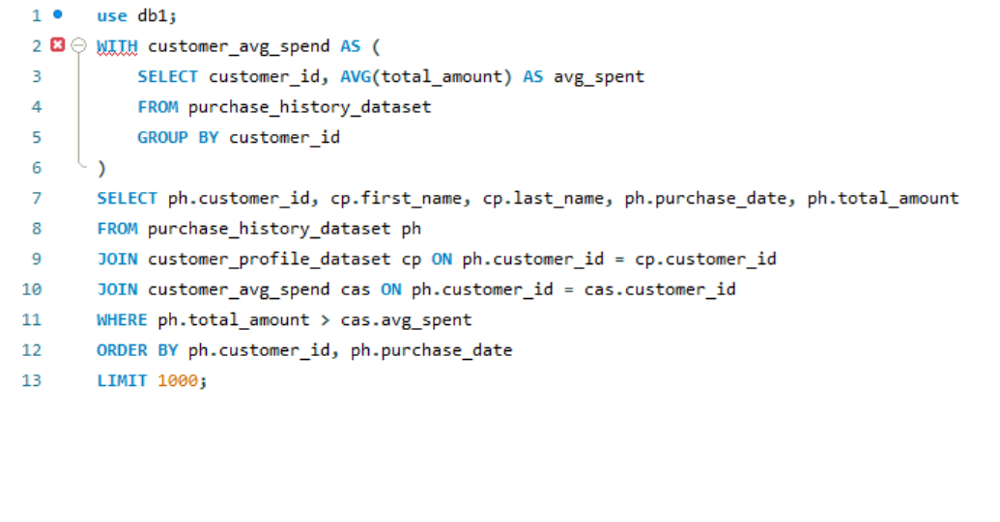 1 use db1;
2 WITH customer_avg_spend AS (
3 SELECT customer_id, AVG(total_amount) AS avg_spent
4 FROM purchase_history_dataset
5 GROUP BY customer_id
6 )
7 SELECT ph.customer_id, cp.first_name, cp.last_name, ph.purchase_date, ph.total_amount
8 FROM purchase_history_dataset ph
9 JOIN customer_profile_dataset cp ON ph.customer_id = cp.customer_id
10 JOIN customer_avg_spend cas ON ph.customer_id = cas.customer_id
11 WHERE ph.total_amount > cas.avg_spent
12 ORDER BY ph.customer_id, ph.purchase_date
13 LIMIT 1000;